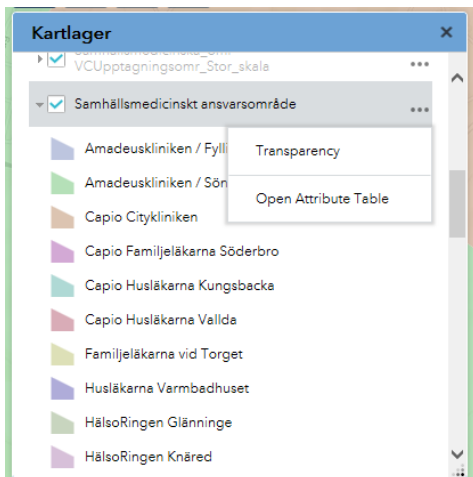 Kartlager
VCUpptagningsomr_Stor_skala
Samhällsmedicinskt ansvarsområde
Transparency
Open Attribute Table
Amadeuskliniken / Fylli
Amadeuskliniken / Sön
Capio Citykliniken
Capio Familjeläkarna Söderbro
Capio Husläkarna Kungsbacka
Capio Husläkarna Vallda
Familjeläkarna vid Torget
Husläkarna Varmbadhuset
HälsoRingen Glänninge
HälsoRingen Knäred